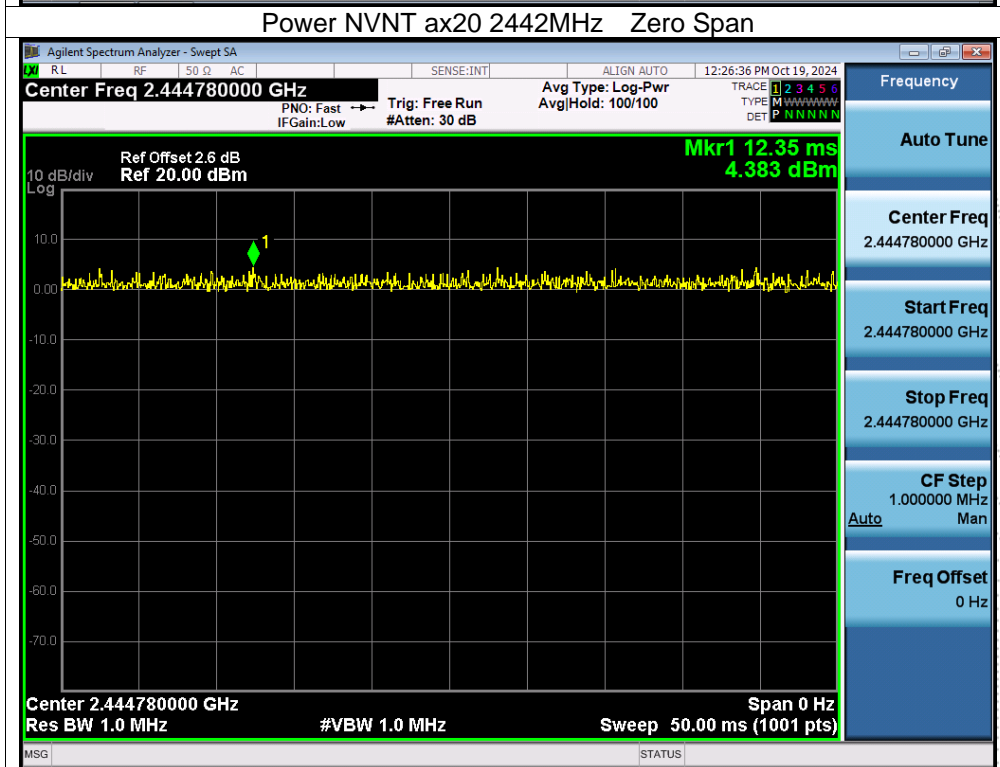 Power NVNT ax20 2442MHz    Zero Span
Agilent Spectrum Analyzer - Swept SA
LXI RL RF 50 Ω AC SENSE:INT ALIGN AUTO 12:26:36 PM Oct 19, 2024
Center Freq 2.444780000 GHz
PNO: Fast
IFGain:Low
Trig: Free Run
#Atten: 30 dB
Avg Type: Log-Pwr
Avg|Hold: 100/100
TRACE 1 2 3 4 5 6
TYPE M WWWWW
DET P N N N N N
Frequency
Mkr1 12.35 ms
4.383 dBm
Ref Offset 2.6 dB
10 dB/div Ref 20.00 dBm
Log
1
10.0
0.00
-10.0
-20.0
-30.0
-40.0
-50.0
-60.0
-70.0
Center 2.444780000 GHz Span 0 Hz
Res BW 1.0 MHz #VBW 1.0 MHz Sweep 50.00 ms (1001 pts)
Auto Tune
Center Freq
2.444780000 GHz
Start Freq
2.444780000 GHz
Stop Freq
2.444780000 GHz
CF Step
1.000000 MHz
Auto Man
Freq Offset
0 Hz
MSG STATUS